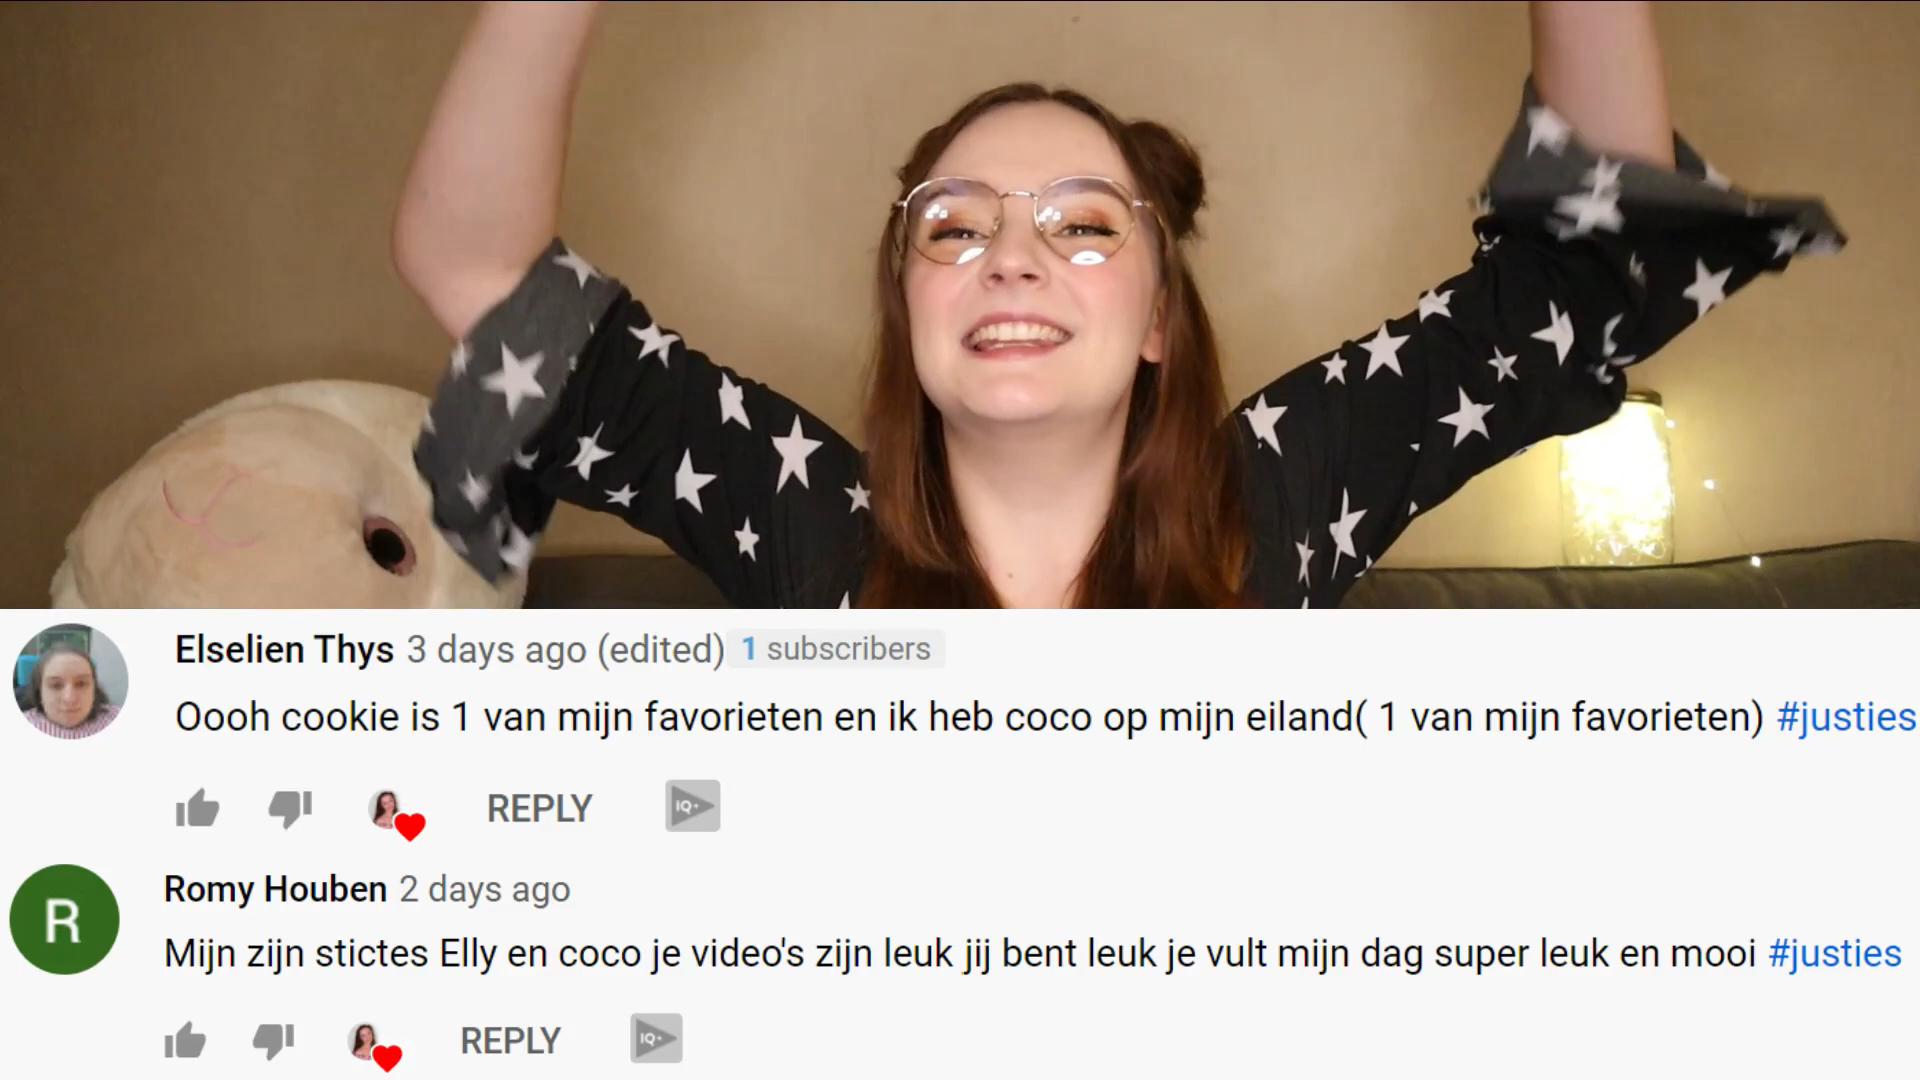 Elselien Thys 3 days ago (edited) 1 subscribers
Oooh cookie is 1 van mijn favorieten en ik heb coco op mijn eiland( 1 van mijn favorieten) #justies
REPLY IQ+
R Romy Houben 2 days ago
Mijn zijn stictes Elly en coco je video's zijn leuk jij bent leuk je vult mijn dag super leuk en mooi #justies
REPLY IQ+